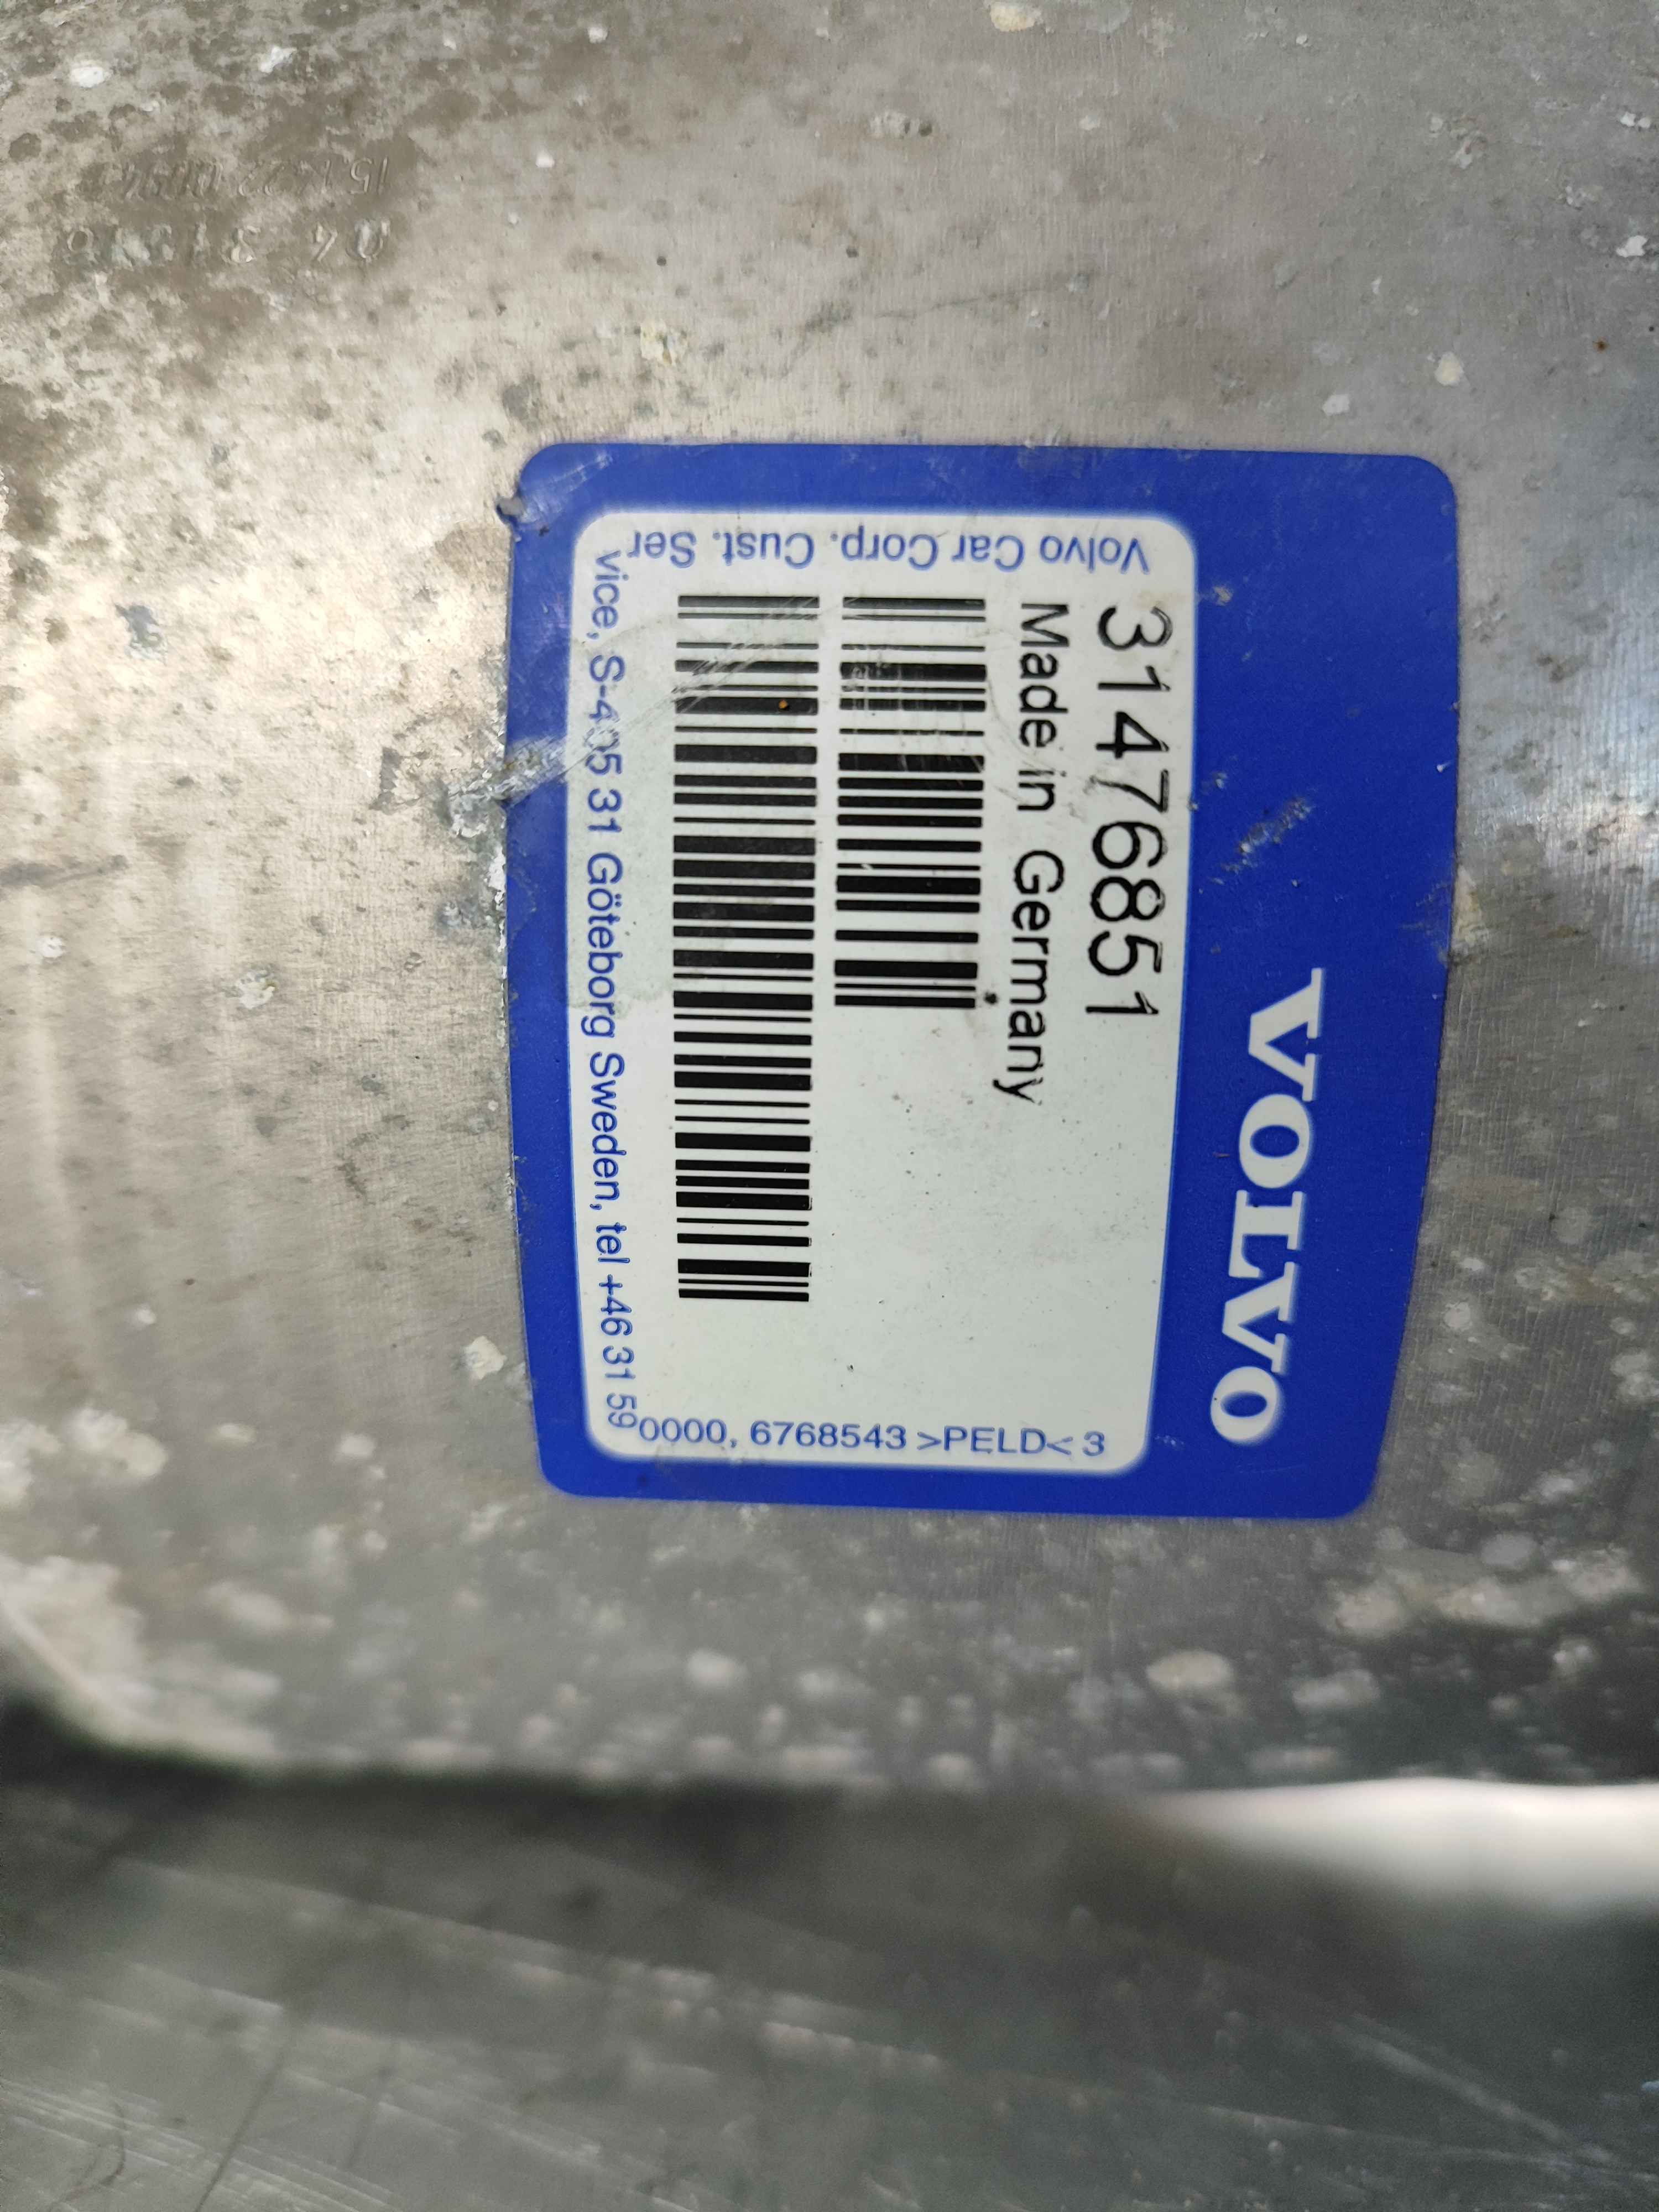 VOLVO
31476851
Made in Germany
Volvo Car Corp. Cust. Ser
vice, S-405 31 Göteborg Sweden, tel +46 31 59
0000, 6768543 >PELD< 3